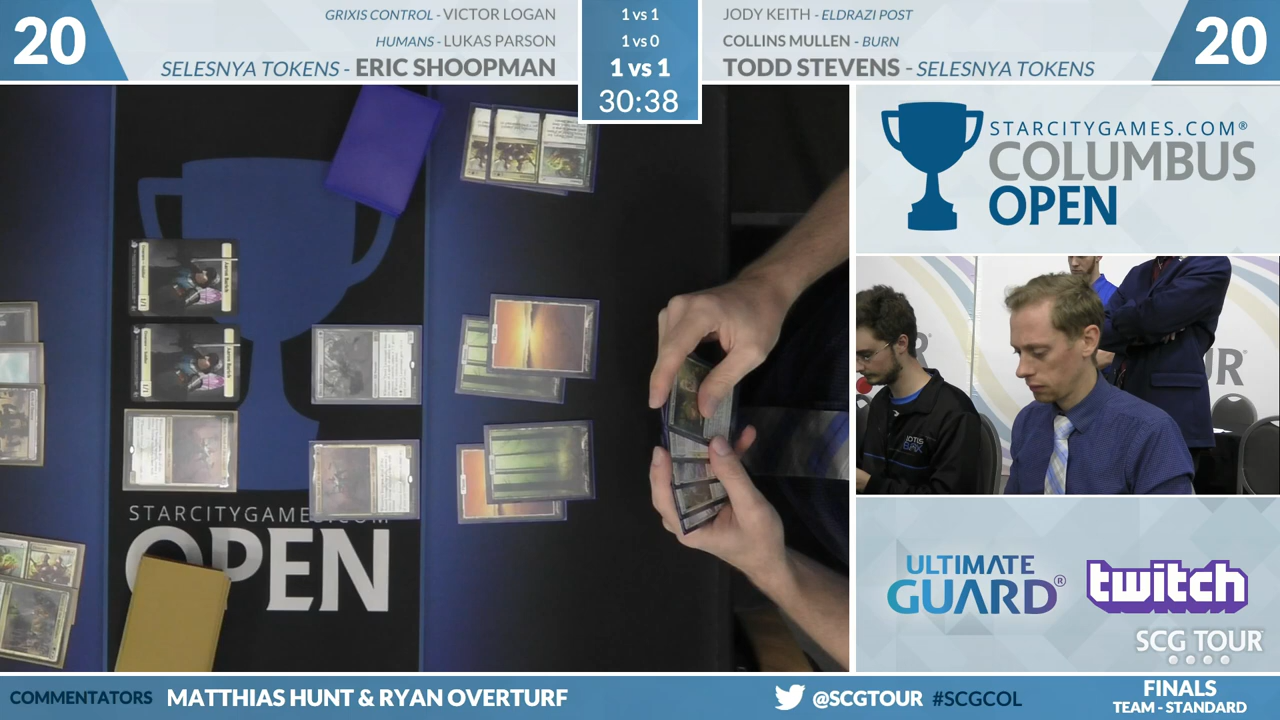 20
GRIXIS CONTROL - VICTOR LOGAN
HUMANS - LUKAS PARSON
SELESNYA TOKENS - ERIC SHOOPMAN
1 vs 1
1 vs 0
1 vs 1
30:38
JODY KEITH - ELDRAZI POST
COLLINS MULLEN - BURN
TODD STEVENS - SELESNYA TOKENS
20
STARCITYGAMES.COM®
COLUMBUS
OPEN
STARCITYGAMES.COM
OPEN
ULTIMATE
GUARD®
twitch
SCG TOUR
COMMENTATORS MATTHIAS HUNT & RYAN OVERTURF
@SCGTOUR #SCGCOL
FINALS
TEAM - STANDARD